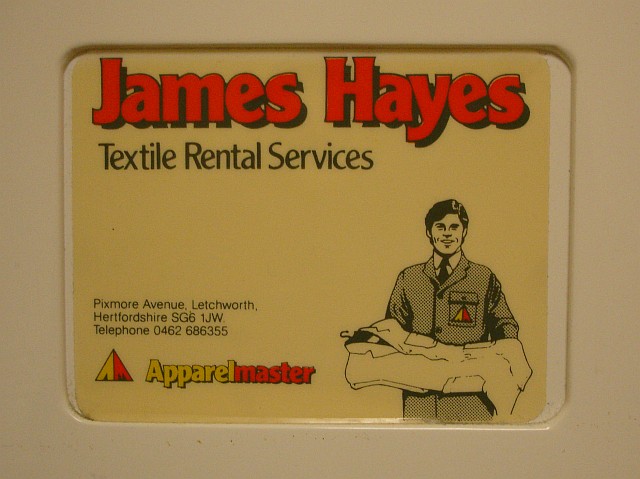 James Hayes
Textile Rental Services
Pixmore Avenue, Letchworth,
Hertfordshire SG6 1JW.
Telephone 0462 686355
Apparelmaster